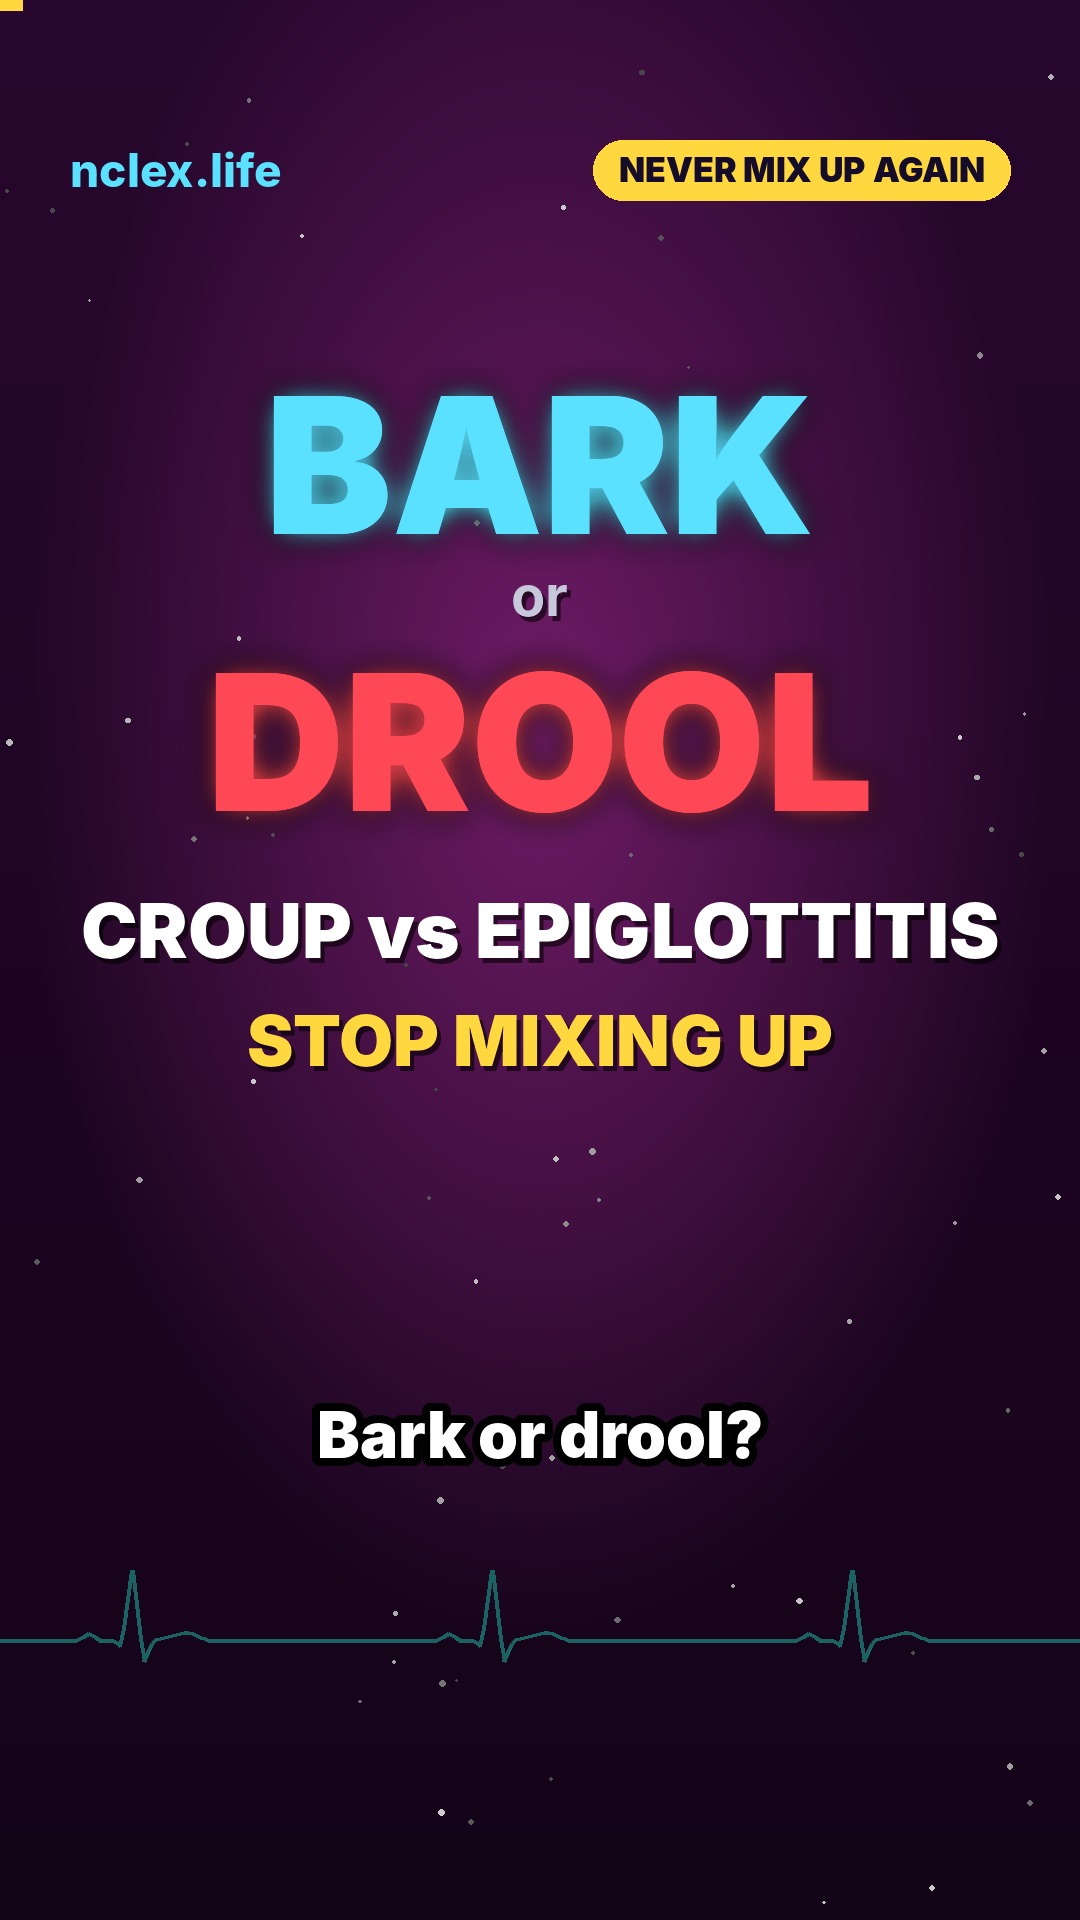 nclex.life
NEVER MIX UP AGAIN
BARK
or
DROOL
CROUP vs EPIGLOTTITIS
STOP MIXING UP
Bark or drool?